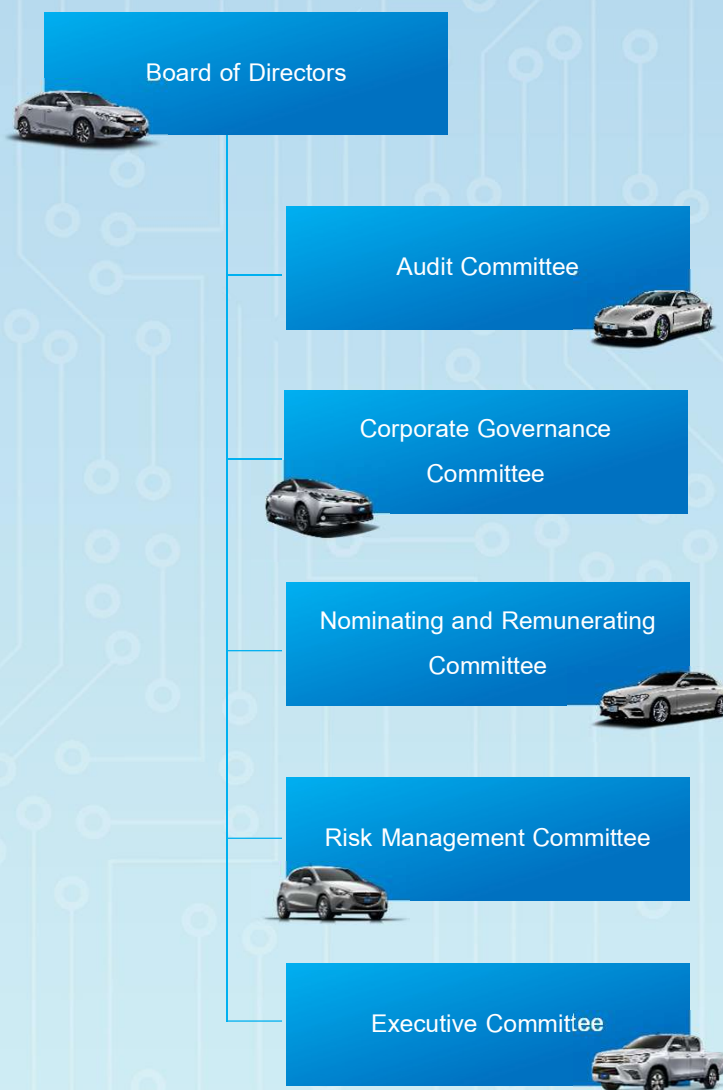 Board of Directors
Audit Committee
Corporate Governance
Committee
Nominating and Remunerating
Committee
Risk Management Committee
Executive Committee